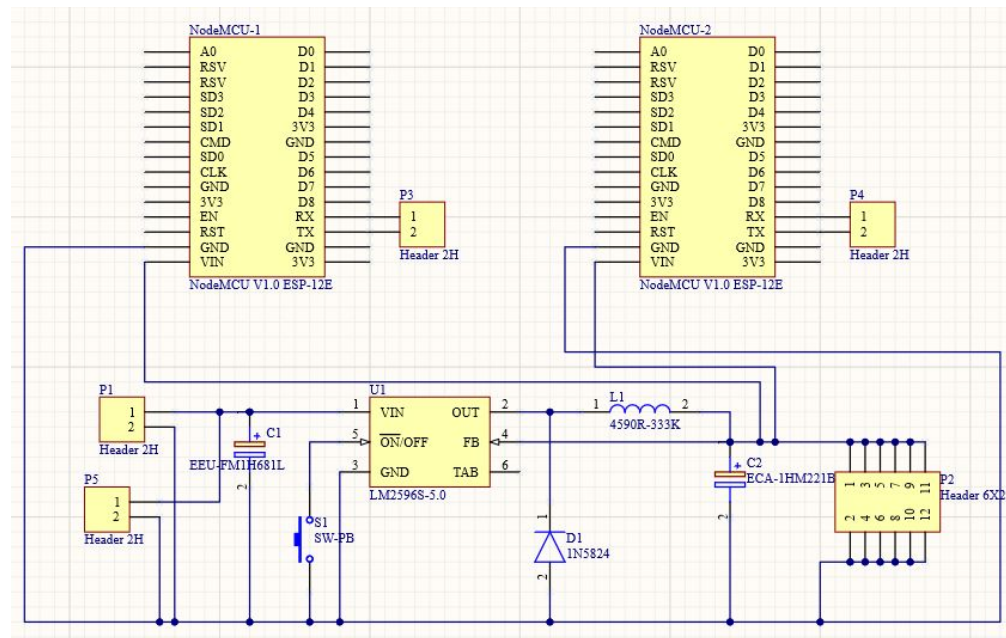 NodeMCU-1
A0 D0
RSV D1
RSV D2
SD3 D3
SD2 D4
SD1 3V3
CMD GND
SD0 D5
CLK D6
GND D7
3V3 D8
EN RX
RST TX
GND GND
VIN 3V3
NodeMCU V1.0 ESP-12E
P3
1
2
Header 2H
NodeMCU-2
A0 D0
RSV D1
RSV D2
SD3 D3
SD2 D4
SD1 3V3
CMD GND
SD0 D5
CLK D6
GND D7
3V3 D8
EN RX
RST TX
GND GND
VIN 3V3
NodeMCU V1.0 ESP-12E
P4
1
2
Header 2H
P1
1
2
Header 2H
P5
1
2
Header 2H
C1
EEU-FM1H681L
2
U1
1 VIN OUT 2
5 ON/OFF FB 4
3 GND TAB 6
LM2596S-5.0
S1
SW-PB
L1
1 2
4590R-333K
1
D1
1N5824
2
C2
ECA-1HM221B
2
P2
Header 6X2
1 3 5 7 9 11
2 4 6 8 10 12